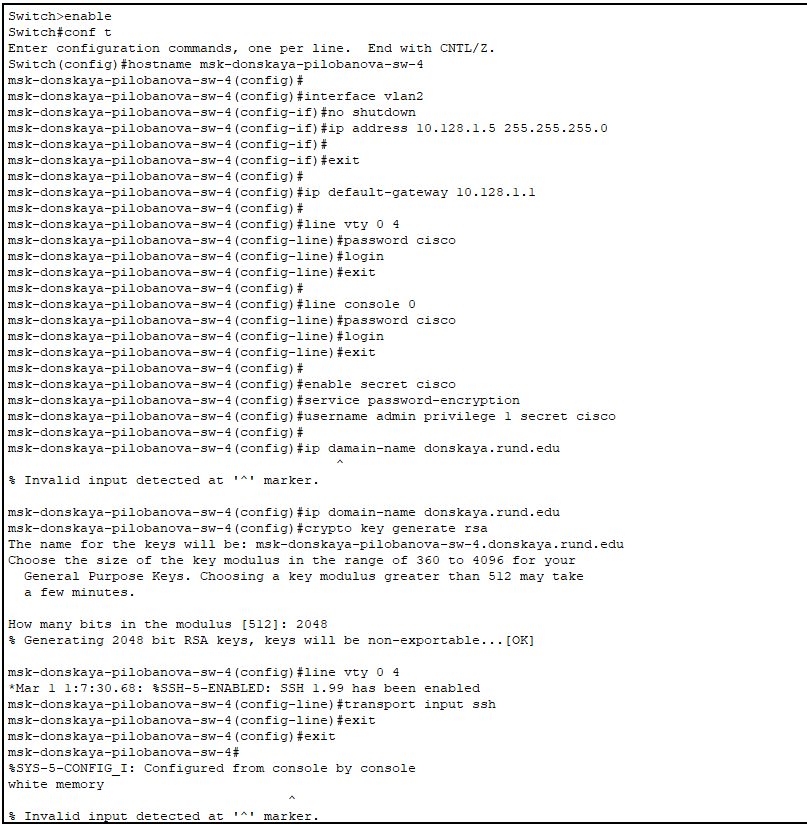 Switch>enable
Switch#conf t
Enter configuration commands, one per line.  End with CNTL/Z.
Switch(config)#hostname msk-donskaya-pilobanova-sw-4
msk-donskaya-pilobanova-sw-4(config)#
msk-donskaya-pilobanova-sw-4(config)#interface vlan2
msk-donskaya-pilobanova-sw-4(config-if)#no shutdown
msk-donskaya-pilobanova-sw-4(config-if)#ip address 10.128.1.5 255.255.255.0
msk-donskaya-pilobanova-sw-4(config-if)#
msk-donskaya-pilobanova-sw-4(config-if)#exit
msk-donskaya-pilobanova-sw-4(config)#
msk-donskaya-pilobanova-sw-4(config)#ip default-gateway 10.128.1.1
msk-donskaya-pilobanova-sw-4(config)#
msk-donskaya-pilobanova-sw-4(config)#line vty 0 4
msk-donskaya-pilobanova-sw-4(config-line)#password cisco
msk-donskaya-pilobanova-sw-4(config-line)#login
msk-donskaya-pilobanova-sw-4(config-line)#exit
msk-donskaya-pilobanova-sw-4(config)#
msk-donskaya-pilobanova-sw-4(config)#line console 0
msk-donskaya-pilobanova-sw-4(config-line)#password cisco
msk-donskaya-pilobanova-sw-4(config-line)#login
msk-donskaya-pilobanova-sw-4(config-line)#exit
msk-donskaya-pilobanova-sw-4(config)#
msk-donskaya-pilobanova-sw-4(config)#enable secret cisco
msk-donskaya-pilobanova-sw-4(config)#service password-encryption
msk-donskaya-pilobanova-sw-4(config)#username admin privilege 1 secret cisco
msk-donskaya-pilobanova-sw-4(config)#
msk-donskaya-pilobanova-sw-4(config)#ip damain-name donskaya.rund.edu
^
% Invalid input detected at '^' marker.
msk-donskaya-pilobanova-sw-4(config)#ip domain-name donskaya.rund.edu
msk-donskaya-pilobanova-sw-4(config)#crypto key generate rsa
The name for the keys will be: msk-donskaya-pilobanova-sw-4.donskaya.rund.edu
Choose the size of the key modulus in the range of 360 to 4096 for your
General Purpose Keys. Choosing a key modulus greater than 512 may take
a few minutes.
How many bits in the modulus [512]: 2048
% Generating 2048 bit RSA keys, keys will be non-exportable...[OK]
msk-donskaya-pilobanova-sw-4(config)#line vty 0 4
*Mar 1 1:7:30.68: %SSH-5-ENABLED: SSH 1.99 has been enabled
msk-donskaya-pilobanova-sw-4(config-line)#transport input ssh
msk-donskaya-pilobanova-sw-4(config-line)#exit
msk-donskaya-pilobanova-sw-4(config)#exit
msk-donskaya-pilobanova-sw-4#
%SYS-5-CONFIG_I: Configured from console by console
white memory
^
% Invalid input detected at '^' marker.